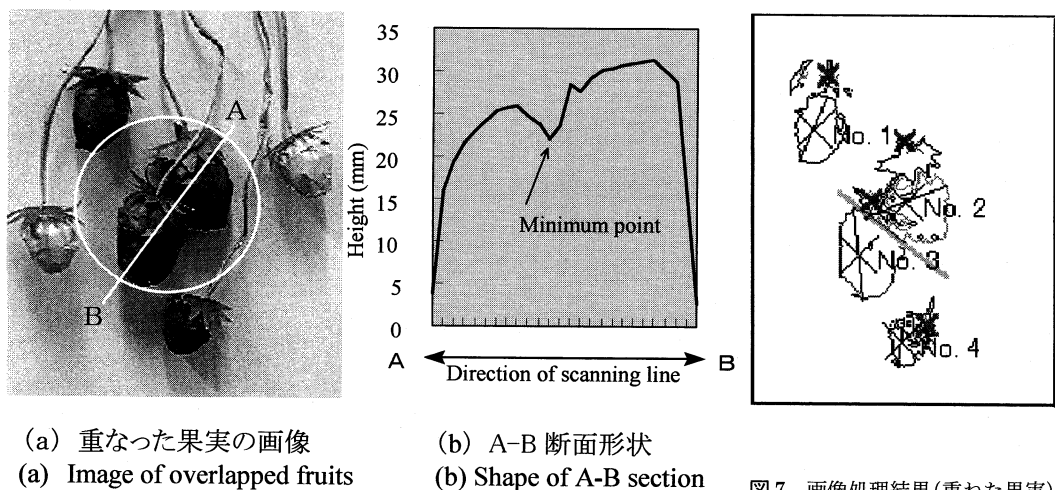 A
B
35
30
25
20
15
10
5
0
Height (mm)
Minimum point
A
B
Direction of scanning line
No. 1
No. 2
No. 3
No. 4
(a) 重なった果実の画像
(a) Image of overlapped fruits
(b) A-B 断面形状
(b) Shape of A-B section
図7 画像処理結果(重ねた果実)